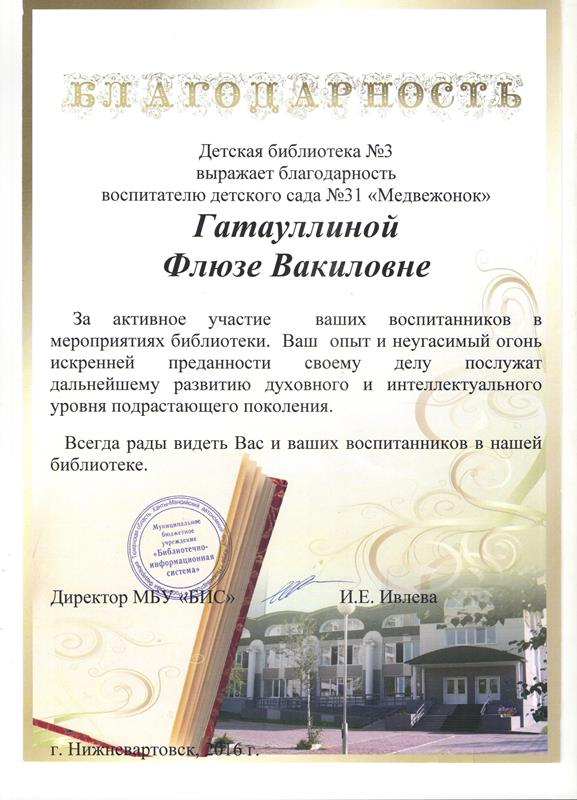 БЛАГОДАРНОСТЬ
Детская библиотека №3
выражает благодарность
воспитателю детского сада №31 «Медвежонок»
Гатауллиной
Флюзе Вакиловне
За активное участие ваших воспитанников в
мероприятиях библиотеки. Ваш опыт и неугасимый огонь
искренней преданности своему делу послужат
дальнейшему развитию духовного и интеллектуального
уровня подрастающего поколения.
Всегда рады видеть Вас и ваших воспитанников в нашей
библиотеке.
Муниципальное
бюджетное
учреждение
«Библиотечно-
информационная
система»
Директор МБУ «БИС» И.Е. Ивлева
г. Нижневартовск, 2016 г.